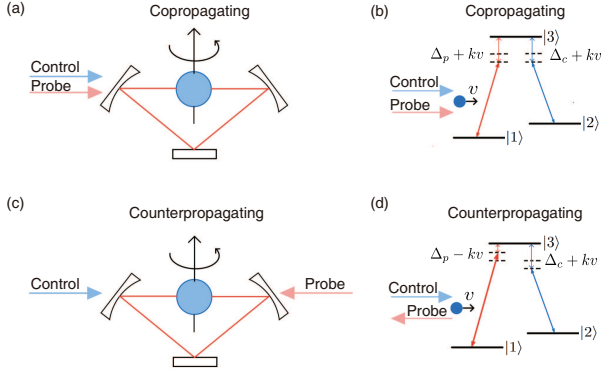 (a)
Copropagating
Control
Probe
(b)
Copropagating
|3⟩
Δp + kv
Δc + kv
Control
v
Probe
|2⟩
|1⟩
(c)
Counterpropagating
Control
Probe
(d)
Counterpropagating
|3⟩
Δp − kv
Δc + kv
Control
v
Probe
|2⟩
|1⟩